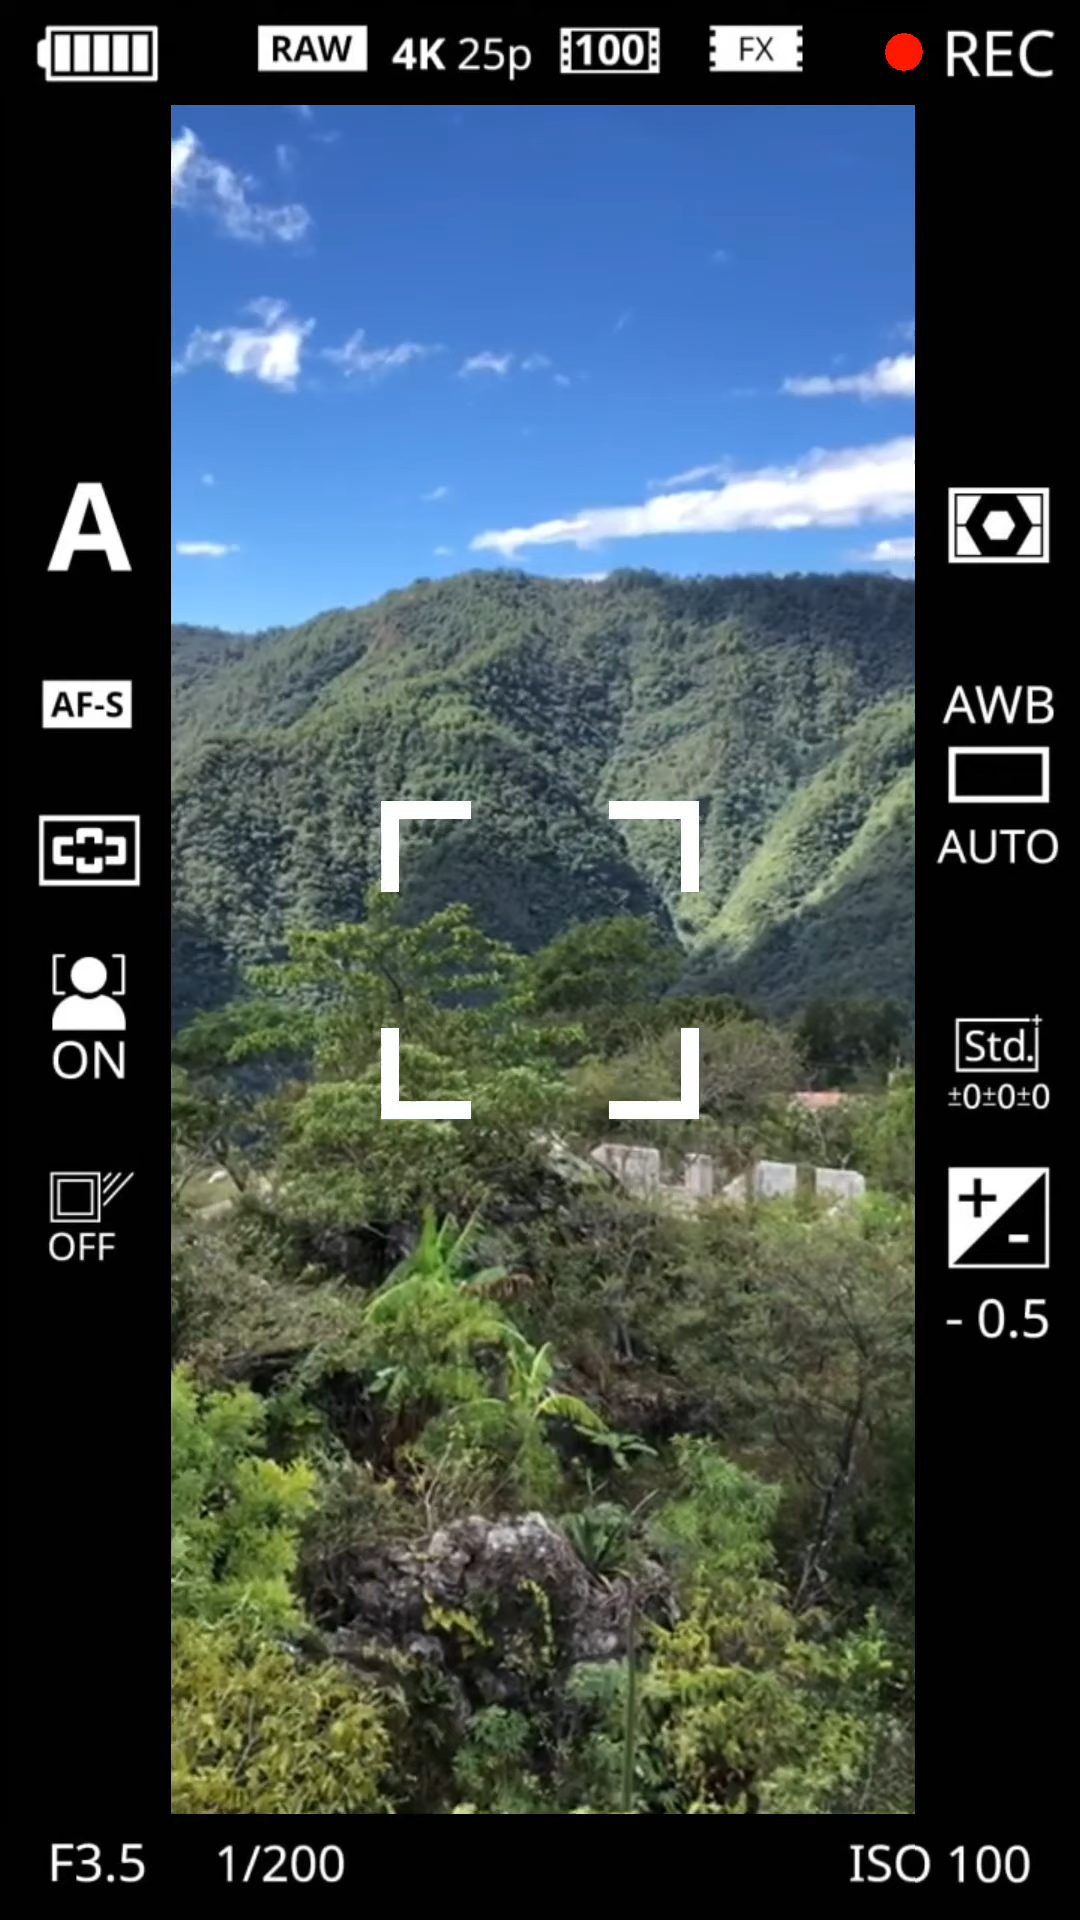 RAW 4K 25p 100 FX REC
A
AF-S
AWB
AUTO
ON
Std.+
±0±0±0
OFF
+ -
- 0.5
F3.5 1/200 ISO 100